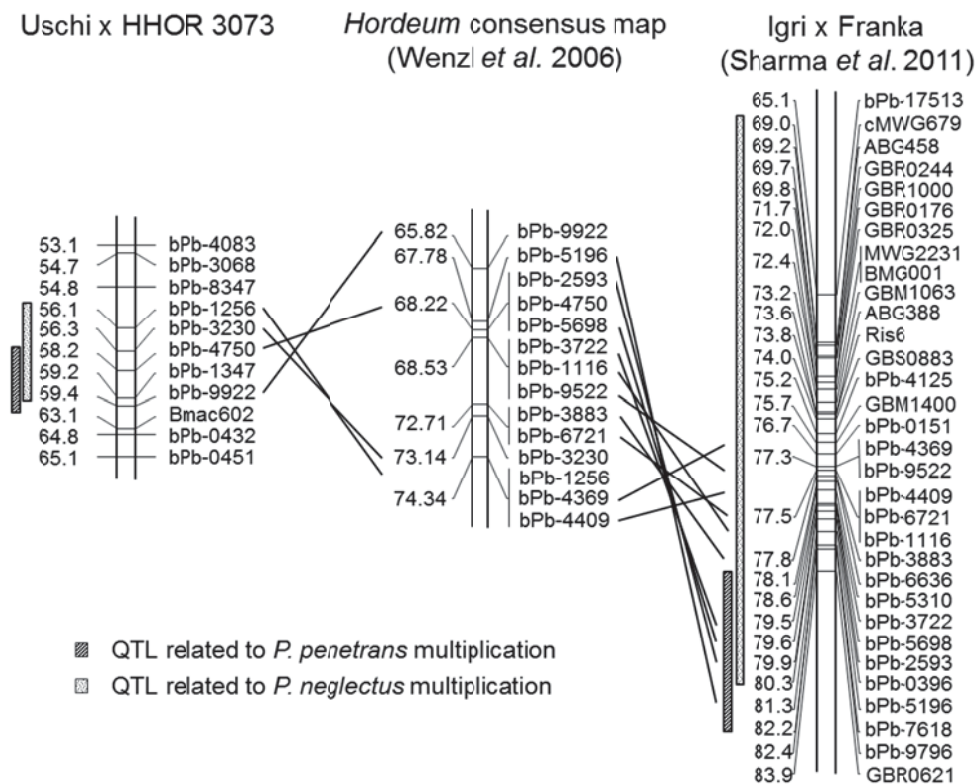 Uschi x HHOR 3073
Hordeum consensus map
(Wenzl et al. 2006)
Igri x Franka
(Sharma et al. 2011)
53.1 bPb-4083
54.7 bPb-3068
54.8 bPb-8347
56.1 bPb-1256
56.3 bPb-3230
58.2 bPb-4750
59.2 bPb-1347
59.4 bPb-9922
63.1 Bmac602
64.8 bPb-0432
65.1 bPb-0451
65.82 bPb-9922
67.78 bPb-5196
bPb-2593
68.22 bPb-4750
bPb-5698
bPb-3722
68.53 bPb-1116
bPb-9522
72.71 bPb-3883
bPb-6721
73.14 bPb-3230
bPb-1256
74.34 bPb-4369
bPb-4409
65.1 bPb-17513
69.0 cMWG679
69.2 ABG458
69.7 GBR0244
69.8 GBR1000
71.7 GBR0176
72.0 GBR0325
72.4 MWG2231
BMG001
73.2 GBM1063
73.6 ABG388
73.8 Ris6
74.0 GBS0883
75.2 bPb-4125
75.7 GBM1400
76.7 bPb-0151
77.3 bPb-4369
bPb-9522
bPb-4409
77.5 bPb-6721
bPb-1116
77.8 bPb-3883
78.1 bPb-6636
78.6 bPb-5310
79.5 bPb-3722
79.6 bPb-5698
79.9 bPb-2593
80.3 bPb-0396
81.3 bPb-5196
82.2 bPb-7618
82.4 bPb-9796
83.9 GBR0621
QTL related to P. penetrans multiplication
QTL related to P. neglectus multiplication